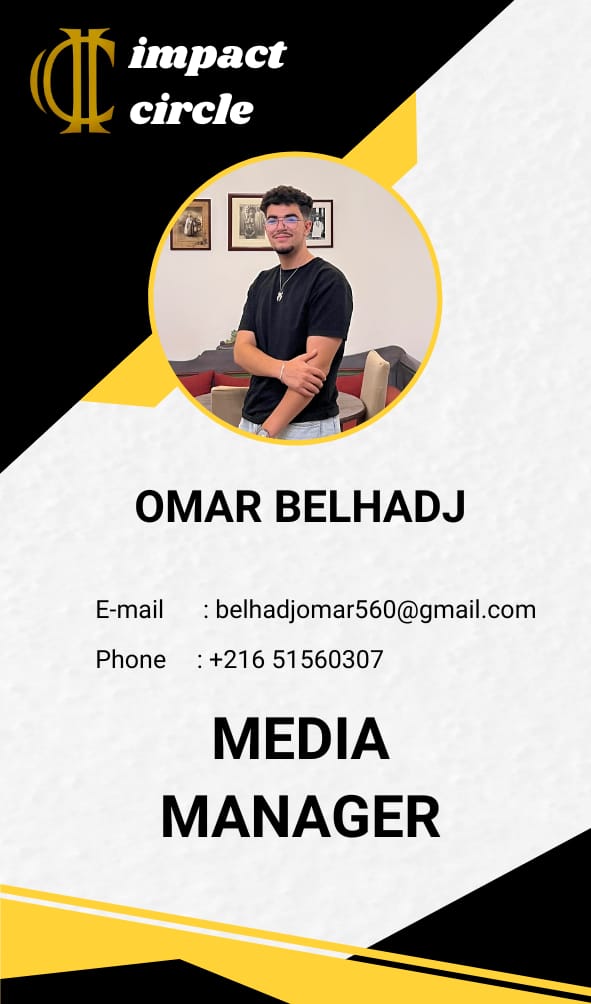 impact
circle
OMAR BELHADJ
E-mail : belhadjomar560@gmail.com
Phone : +216 51560307
MEDIA
MANAGER